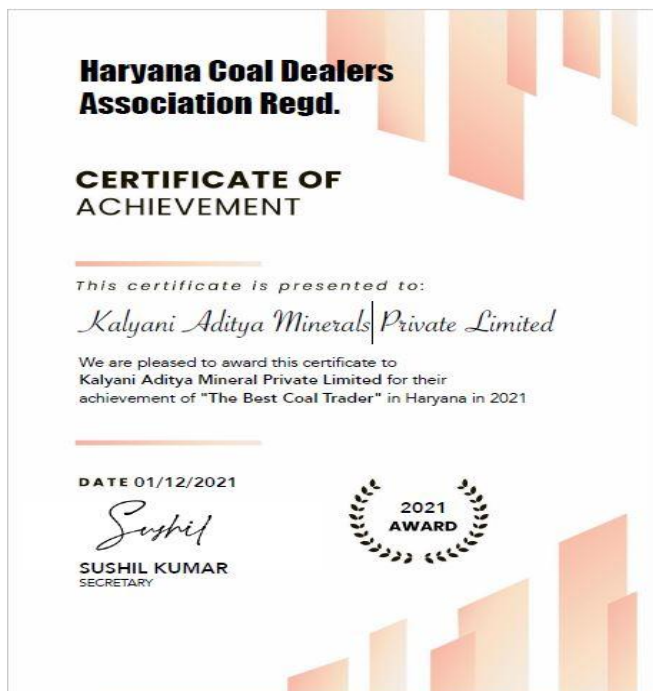 Haryana Coal Dealers
Association Regd.
CERTIFICATE OF
ACHIEVEMENT
This certificate is presented to:
Kalyani Aditya Minerals Private Limited
We are pleased to award this certificate to
Kalyani Aditya Mineral Private Limited for their
achievement of "The Best Coal Trader" in Haryana in 2021
DATE 01/12/2021
Sushil
SUSHIL KUMAR
SECRETARY
2021
AWARD